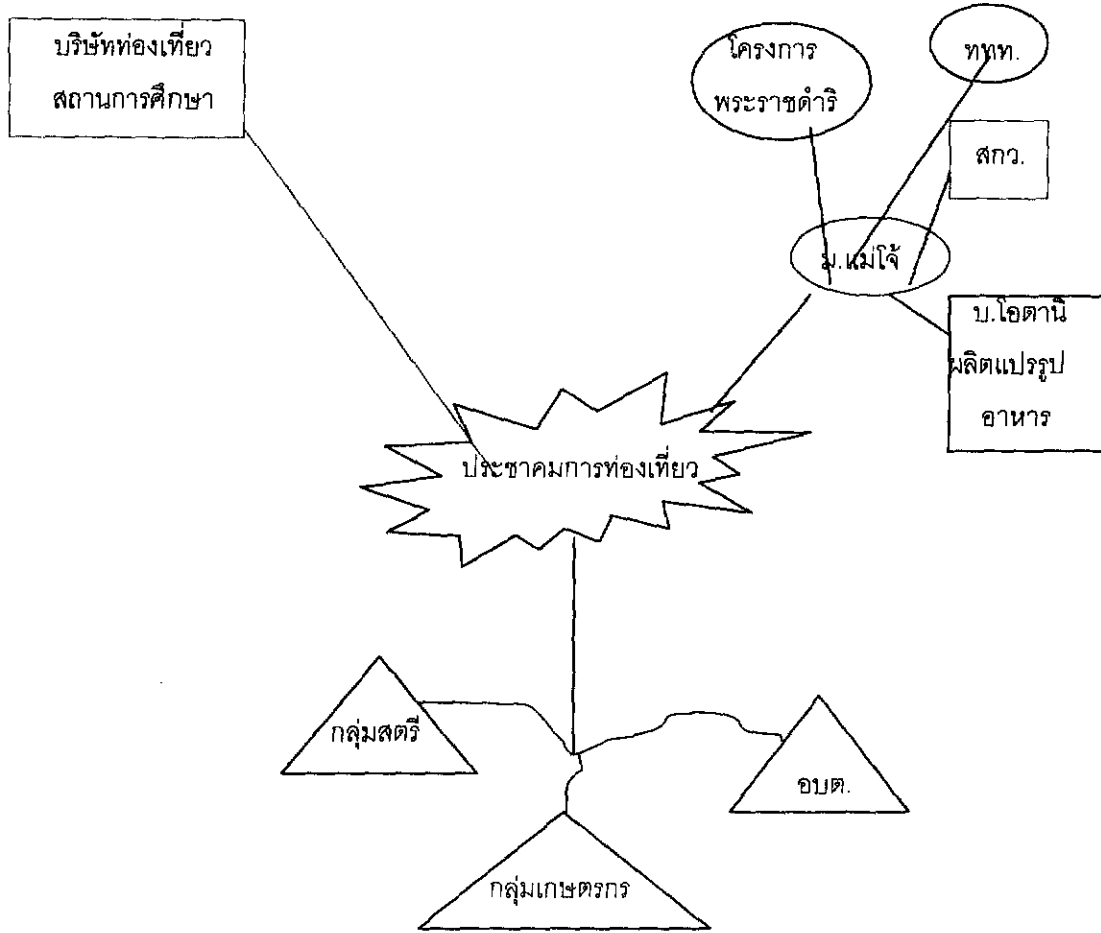 บริษัทท่องเที่ยว
สถานการศึกษา
โครงการ
พระราชดำริ
ททท.
สกว.
ม.แม่โจ้
บ.โอตานิ
ผลิตแปรรูป
อาหาร
ประชาคมการท่องเที่ยว
กลุ่มสตรี
อบต.
กลุ่มเกษตรกร